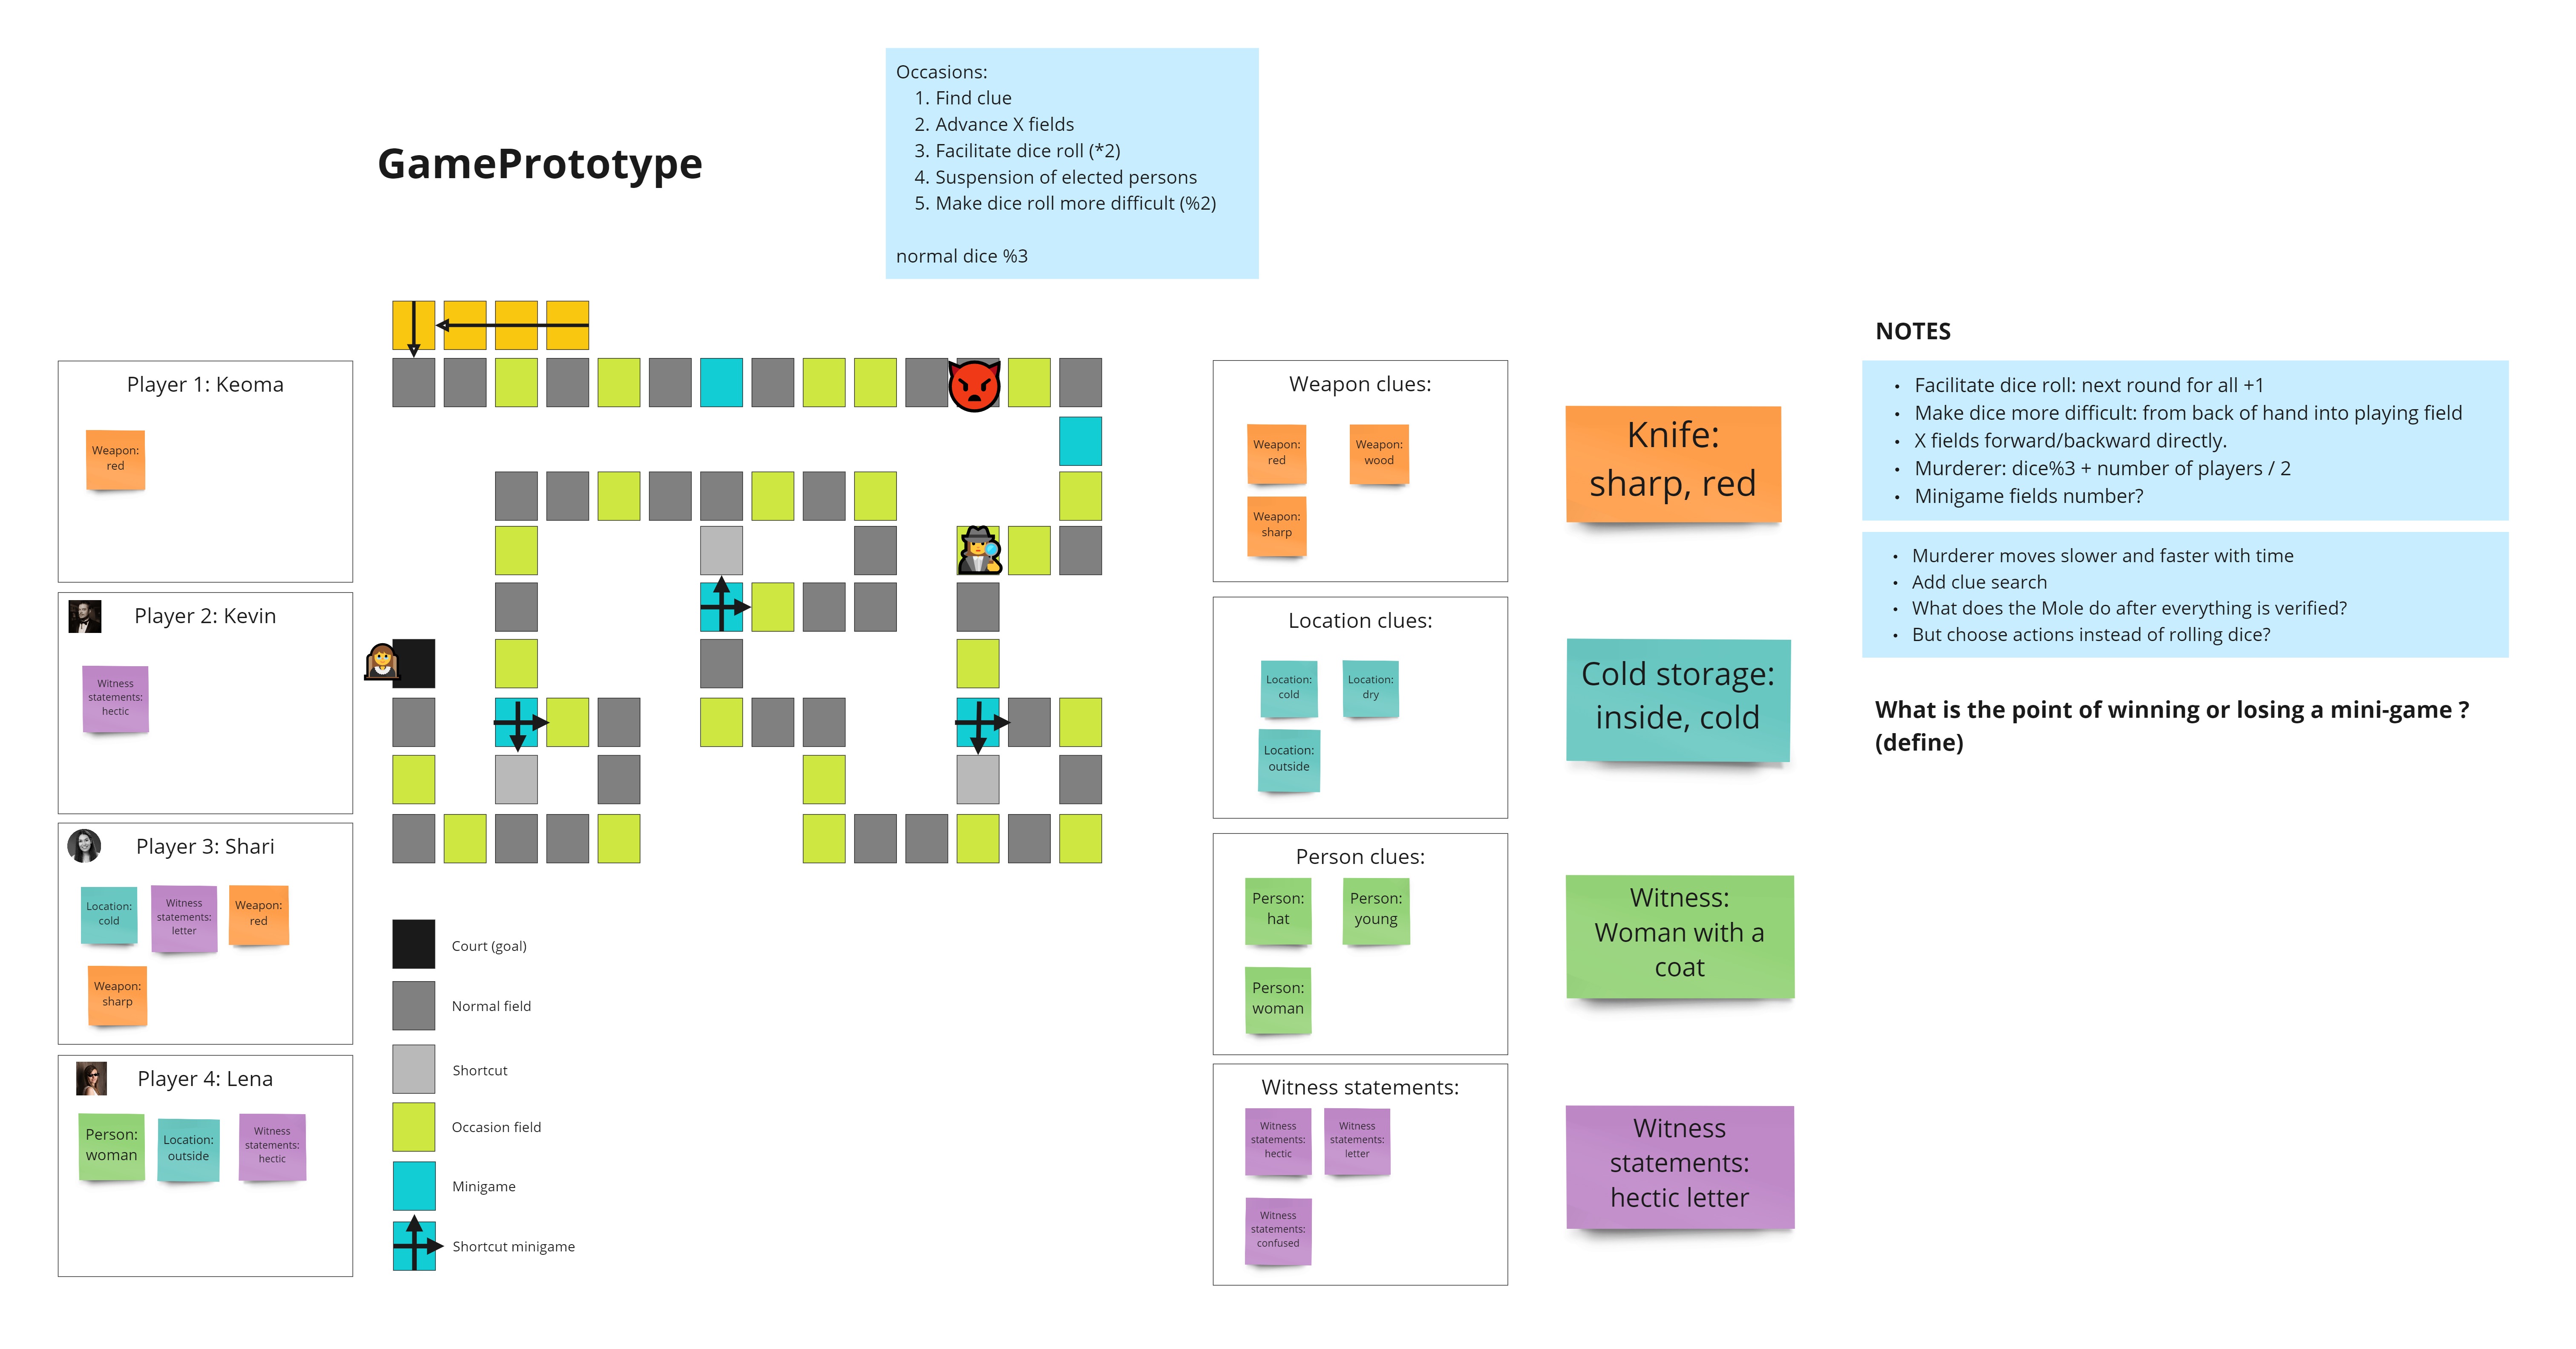 GamePrototype
Occasions:
1. Find clue
2. Advance X fields
3. Facilitate dice roll (*2)
4. Suspension of elected persons
5. Make dice roll more difficult (%2)
normal dice %3
Player 1: Keoma
Weapon:
red
Player 2: Kevin
Witness
statements:
hectic
Player 3: Shari
Location:
cold
Witness
statements:
letter
Weapon:
red
Weapon:
sharp
Player 4: Lena
Person:
woman
Location:
outside
Witness
statements:
hectic
Court (goal)
Normal field
Shortcut
Occasion field
Minigame
Shortcut minigame
Weapon clues:
Weapon:
red
Weapon:
wood
Weapon:
sharp
Location clues:
Location:
cold
Location:
dry
Location:
outside
Person clues:
Person:
hat
Person:
young
Person:
woman
Witness statements:
Witness
statements:
hectic
Witness
statements:
letter
Witness
statements:
confused
Knife:
sharp, red
Cold storage:
inside, cold
Witness:
Woman with a
coat
Witness
statements:
hectic letter
NOTES
• Facilitate dice roll: next round for all +1
• Make dice more difficult: from back of hand into playing field
• X fields forward/backward directly.
• Murderer: dice%3 + number of players / 2
• Minigame fields number?
• Murderer moves slower and faster with time
• Add clue search
• What does the Mole do after everything is verified?
• But choose actions instead of rolling dice?
What is the point of winning or losing a mini-game ?
(define)